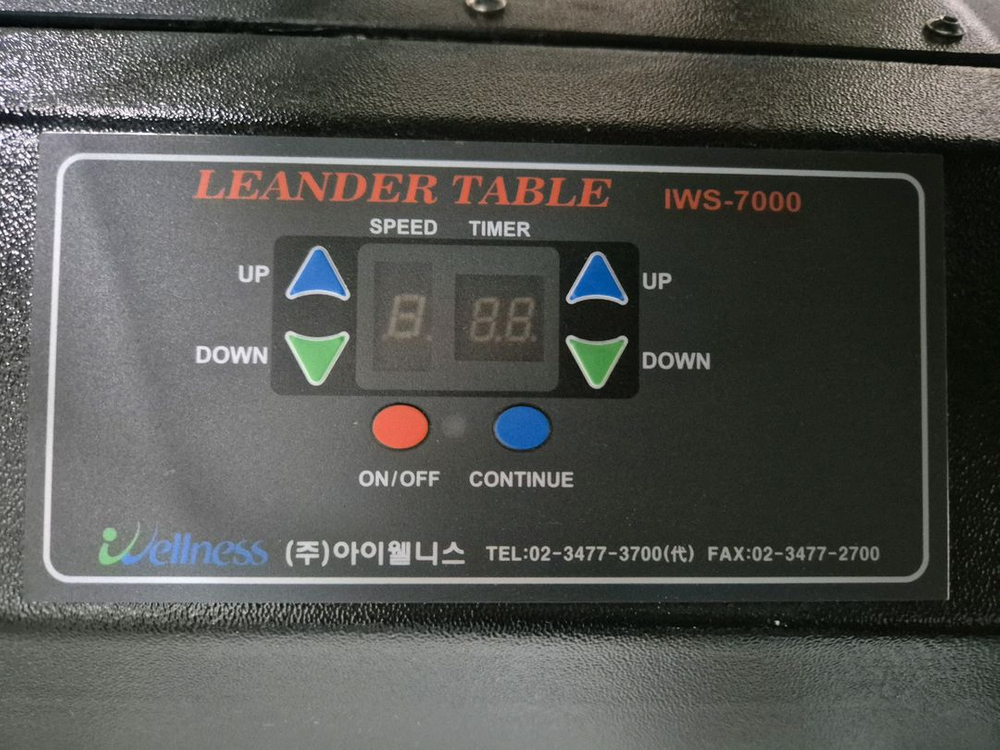 LEANDER TABLE IWS-7000
SPEED TIMER
UP UP
DOWN DOWN
ON/OFF CONTINUE
iWellness (주)아이웰니스 TEL:02-3477-3700(代) FAX:02-3477-2700